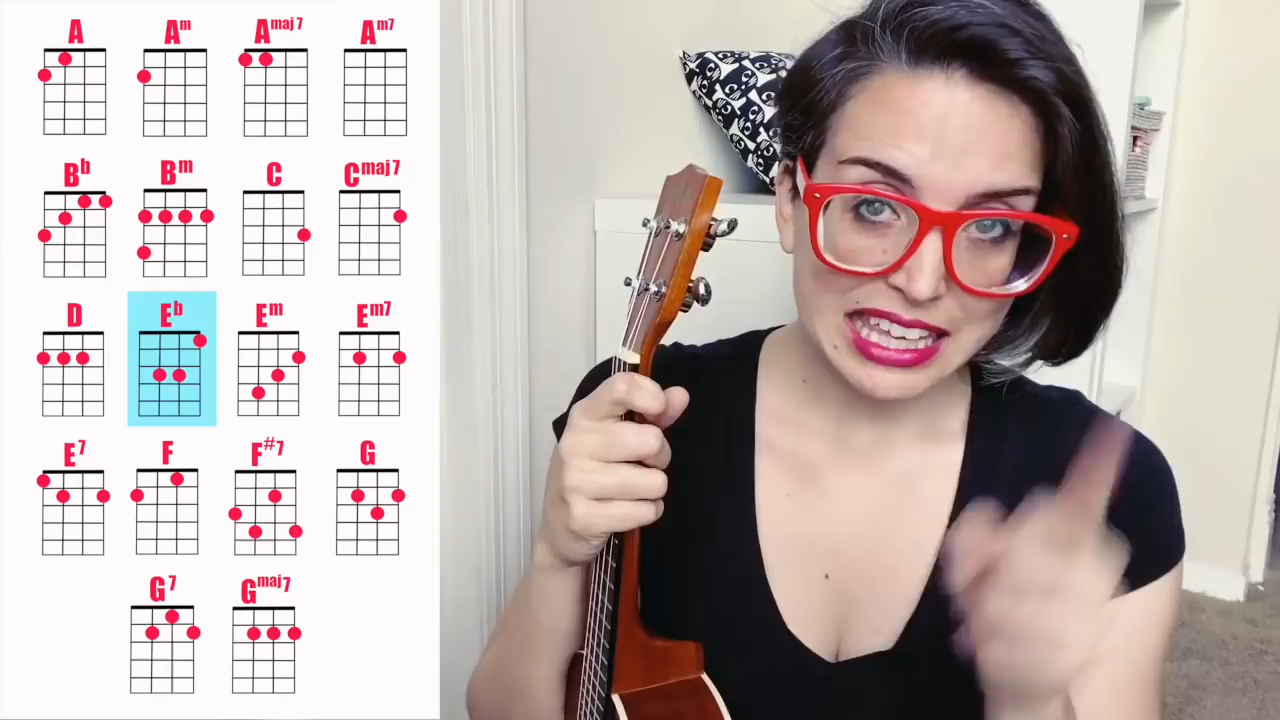 A Am Amaj7 Am7
Bb Bm C Cmaj7
D Eb Em Em7
E7 F F#7 G
G7 Gmaj7